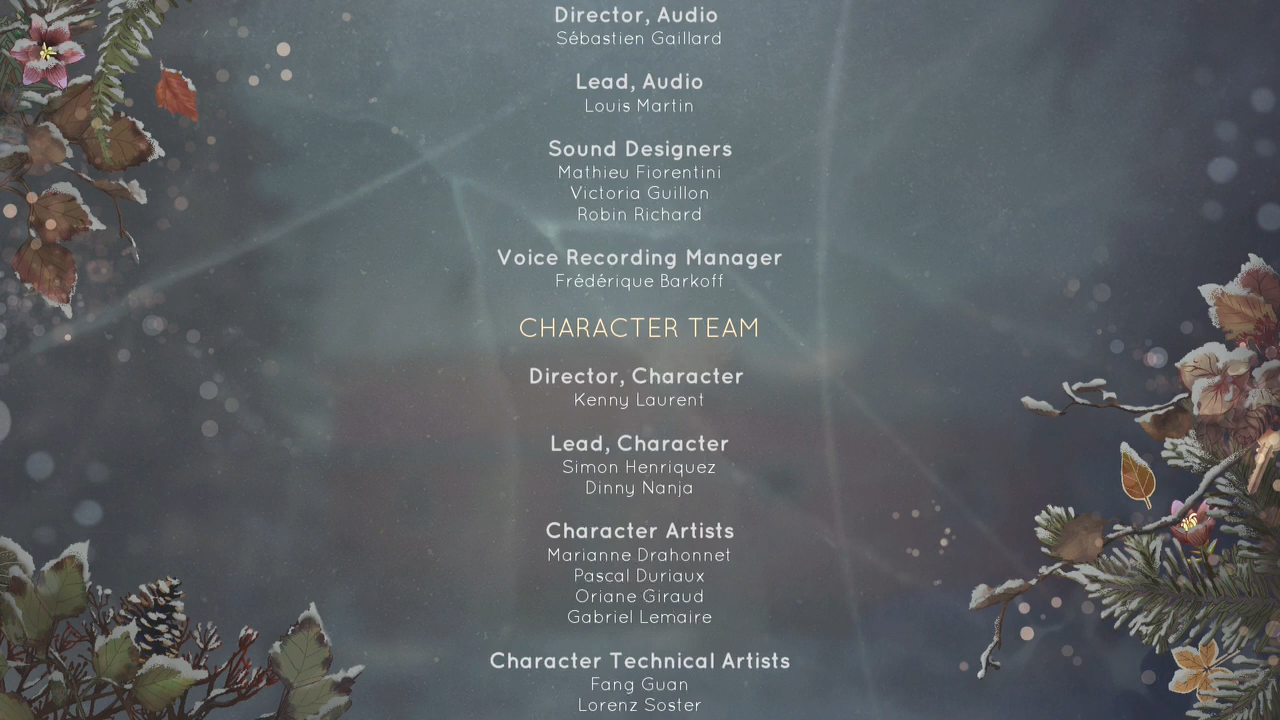 Director, Audio
Sébastien Gaillard
Lead, Audio
Louis Martin
Sound Designers
Mathieu Fiorentini
Victoria Guillon
Robin Richard
Voice Recording Manager
Frédérique Barkoff
CHARACTER TEAM
Director, Character
Kenny Laurent
Lead, Character
Simon Henriquez
Dinny Nanja
Character Artists
Marianne Drahonnet
Pascal Duriaux
Oriane Giraud
Gabriel Lemaire
Character Technical Artists
Fang Guan
Lorenz Soster